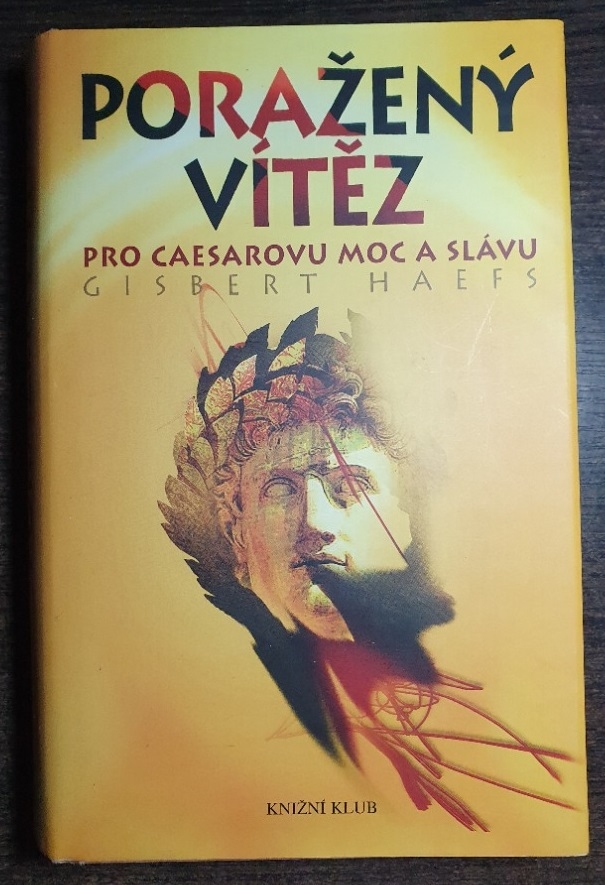 PORAŽENÝ
VÍTĚZ
PRO CAESAROVU MOC A SLÁVU
GISBERT HAEFS
KNIŽNÍ KLUB